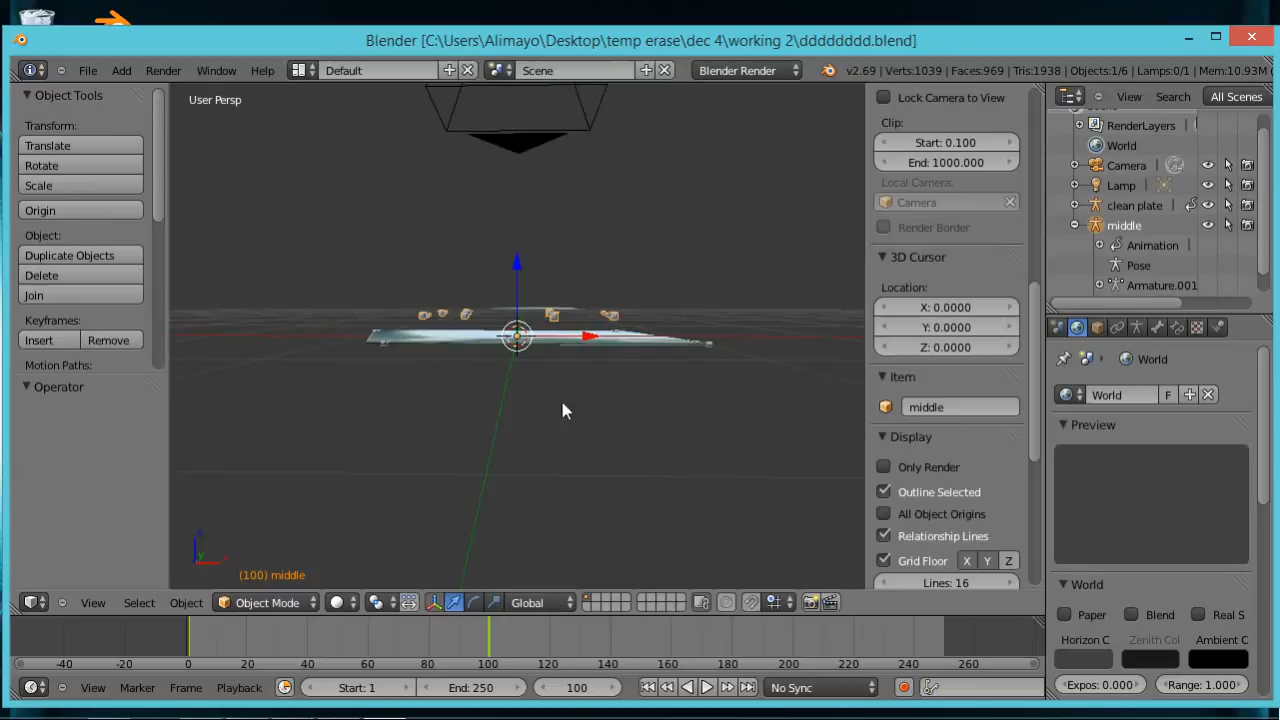 Blender [C:\Users\Alimayo\Desktop\temp erase\dec 4\working 2\dddddddd.blend]
File Add Render Window Help Default Scene Blender Render v2.69 | Verts:1039 | Faces:969 | Tris:1938 | Objects:1/6 | Lamps:0/1 | Mem:10.93M
Object Tools
Transform:
Translate
Rotate
Scale
Origin
Object:
Duplicate Objects
Delete
Join
Keyframes:
Insert Remove
Motion Paths:
Operator
User Persp
(100) middle
Lock Camera to View
Clip:
Start: 0.100
End: 1000.000
Local Camera:
Camera
Render Border
3D Cursor
Location:
X: 0.0000
Y: 0.0000
Z: 0.0000
Item
middle
Display
Only Render
Outline Selected
All Object Origins
Relationship Lines
Grid Floor X Y Z
Lines: 16
View Search All Scenes
RenderLayers
World
Camera
Lamp
clean plate
middle
Animation
Pose
Armature.001
World
World F
Preview
World
Paper Blend Real S
Horizon C Zenith Col Ambient C
Expos: 0.000 Range: 1.000
View Select Object Object Mode Global
-40 -20 0 20 40 60 80 100 120 140 160 180 200 220 240 260
View Marker Frame Playback Start: 1 End: 250 100 No Sync